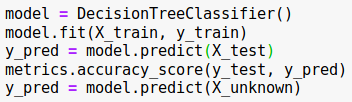 model = DecisionTreeClassifier()
model.fit(X_train, y_train)
y_pred = model.predict(X_test)
metrics.accuracy_score(y_test, y_pred)
y_pred = model.predict(X_unknown)